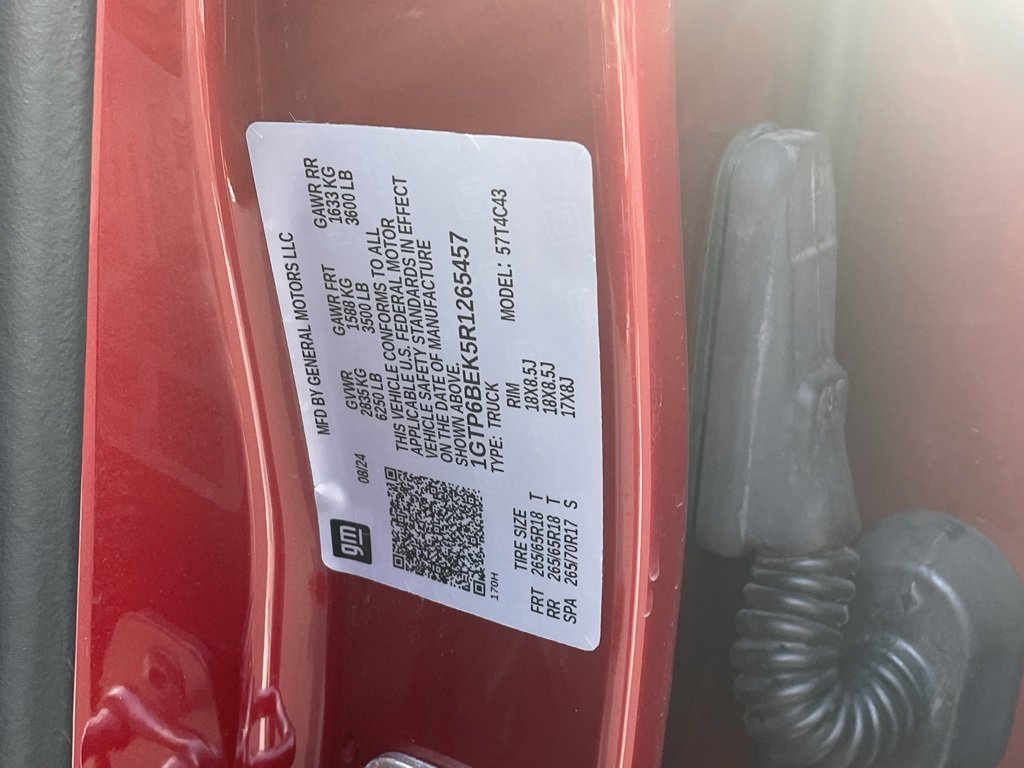 MFD BY GENERAL MOTORS LLC
gm
08/24
GVWR GAWR FRT GAWR RR
2835KG 1588KG 1633 KG
6250 LB 3500 LB 3600 LB
THIS VEHICLE CONFORMS TO ALL
APPLICABLE U.S. FEDERAL MOTOR
VEHICLE SAFETY STANDARDS IN EFFECT
ON THE DATE OF MANUFACTURE
SHOWN ABOVE.
1GTP6BEK5R1265457
170H
TYPE: TRUCK MODEL: 57T4C43
TIRE SIZE RIM
FRT 265/65R18 T 18X8.5J
RR 265/65R18 T 18X8.5J
SPA 265/70R17 S 17X8J